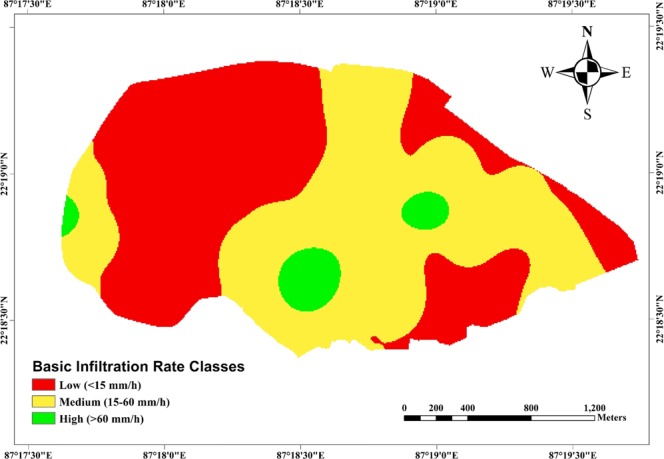 87°17'30"E 87°18'0"E 87°18'30"E 87°19'0"E 87°19'30"E
22°19'30"N
22°19'0"N
22°18'30"N
22°19'0"N
22°18'30"N
N
W E
S
Basic Infiltration Rate Classes
Low (<15 mm/h)
Medium (15-60 mm/h)
High (>60 mm/h)
0 200 400 800 1,200
Meters
87°17'30"E 87°18'0"E 87°18'30"E 87°19'0"E 87°19'30"E